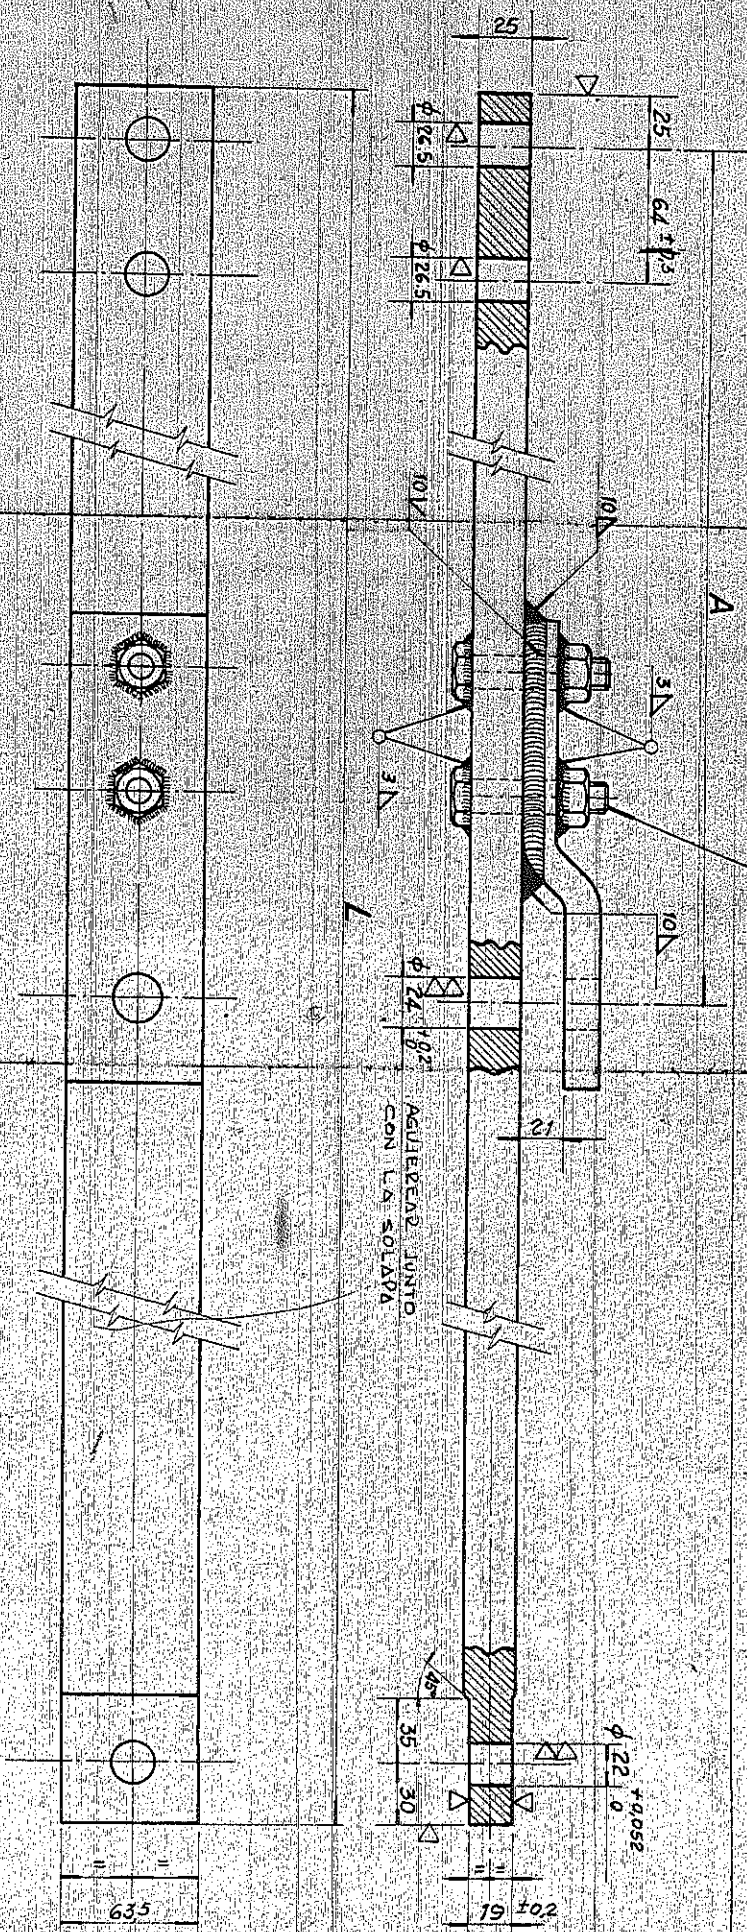 25
25
64 ±0,3
φ 26.5
φ 26.5
A
10
10
3
3
10
L
φ 24 +0,2
0
AGUJEREAR JUNTO
CON LA SOLAPA
21
45°
35
30
φ 22 +0,052
0
= =
= =
63,5
19 ±0,2